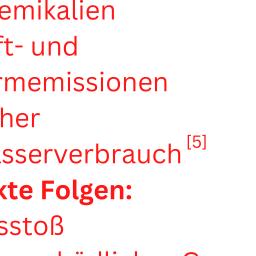 emikalien
ft- und
rmemissionen
her
sserverbrauch [5]
kte Folgen:
sstoß